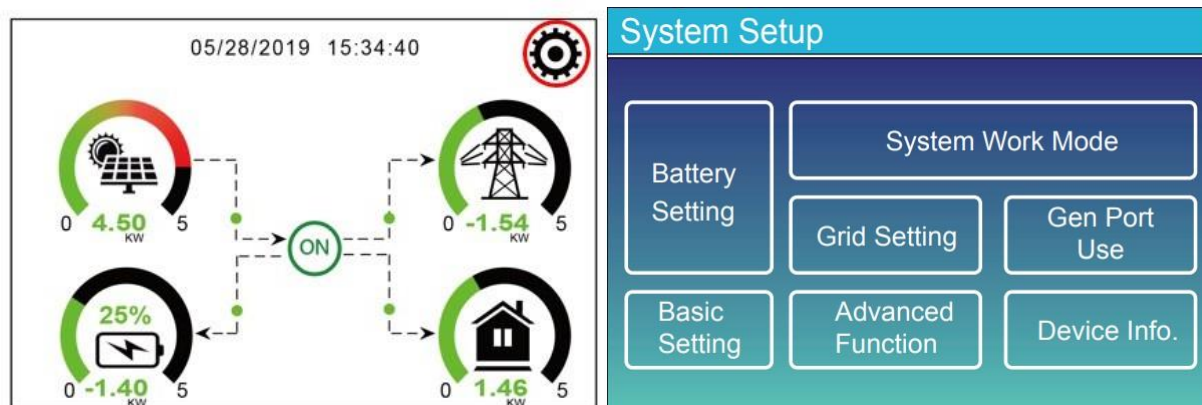 05/28/2019 15:34:40
0 4.50 5
KW
0 -1.54 5
KW
ON
25%
0 -1.40 5
KW
0 1.46 5
KW
System Setup
Battery
Setting
System Work Mode
Grid Setting
Gen Port
Use
Basic
Setting
Advanced
Function
Device Info.